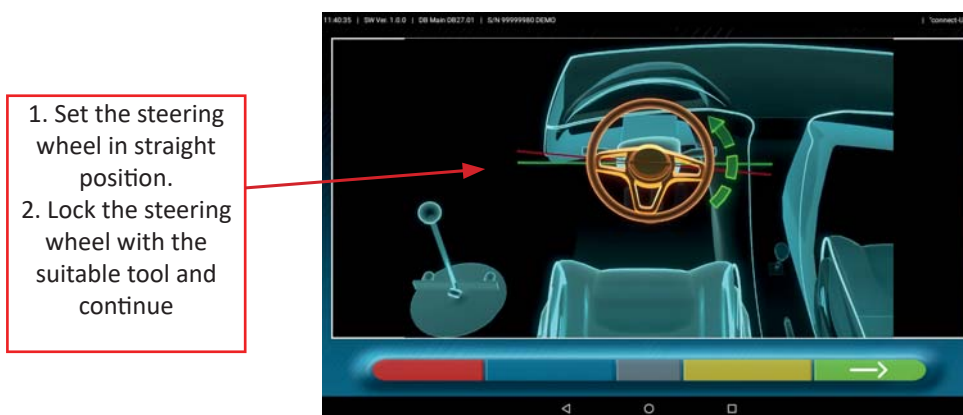 11:40:35 | SW Ver. 1.0.0 | DB Main DB27.01 | S/N 99999980 DEMO | "connect-U
1. Set the steering
wheel in straight
position.
2. Lock the steering
wheel with the
suitable tool and
continue